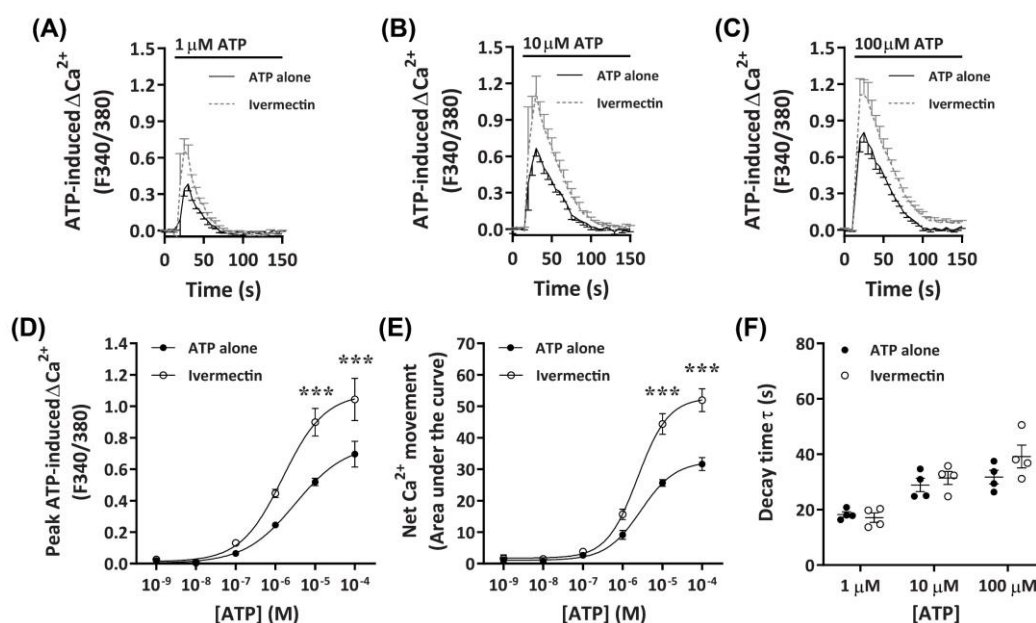 (A)
1 μM ATP
ATP-induced ΔCa²⁺
(F340/380)
1.5
1.2
0.9
0.6
0.3
0.0
ATP alone
Ivermectin
0 50 100 150
Time (s)
(B)
10 μM ATP
ATP-induced ΔCa²⁺
(F340/380)
1.5
1.2
0.9
0.6
0.3
0.0
ATP alone
Ivermectin
0 50 100 150
Time (s)
(C)
100 μM ATP
ATP-induced ΔCa²⁺
(F340/380)
1.5
1.2
0.9
0.6
0.3
0.0
ATP alone
Ivermectin
0 50 100 150
Time (s)
(D)
Peak ATP-induced ΔCa²⁺
(F340/380)
1.4
1.2
1.0
0.8
0.6
0.4
0.2
0.0
ATP alone
Ivermectin
*** ***
10⁻⁹ 10⁻⁸ 10⁻⁷ 10⁻⁶ 10⁻⁵ 10⁻⁴
[ATP] (M)
(E)
Net Ca²⁺ movement
(Area under the curve)
70
60
50
40
30
20
10
0
ATP alone
Ivermectin
*** ***
10⁻⁹ 10⁻⁸ 10⁻⁷ 10⁻⁶ 10⁻⁵ 10⁻⁴
[ATP] (M)
(F)
Decay time τ (s)
80
60
40
20
0
ATP alone
Ivermectin
1 μM 10 μM 100 μM
[ATP]